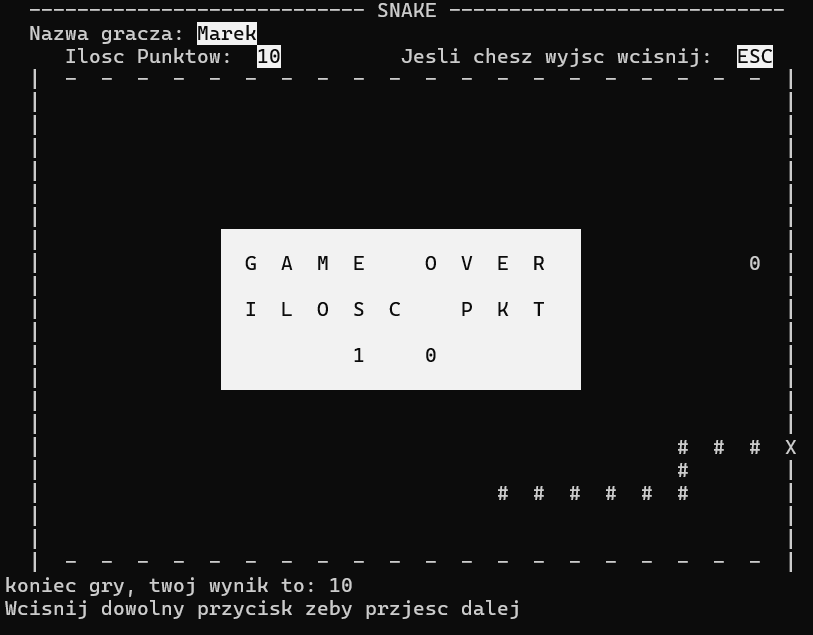 ---------------------------- SNAKE ----------------------------
Nazwa gracza: Marek
Ilosc Punktow: 10 Jesli chesz wyjsc wcisnij: ESC
G A M E  O V E R
0
I L O S C  P K T
1  0
# # # X
#
# # # # # #
koniec gry, twoj wynik to: 10
Wcisnij dowolny przycisk zeby przjesc dalej